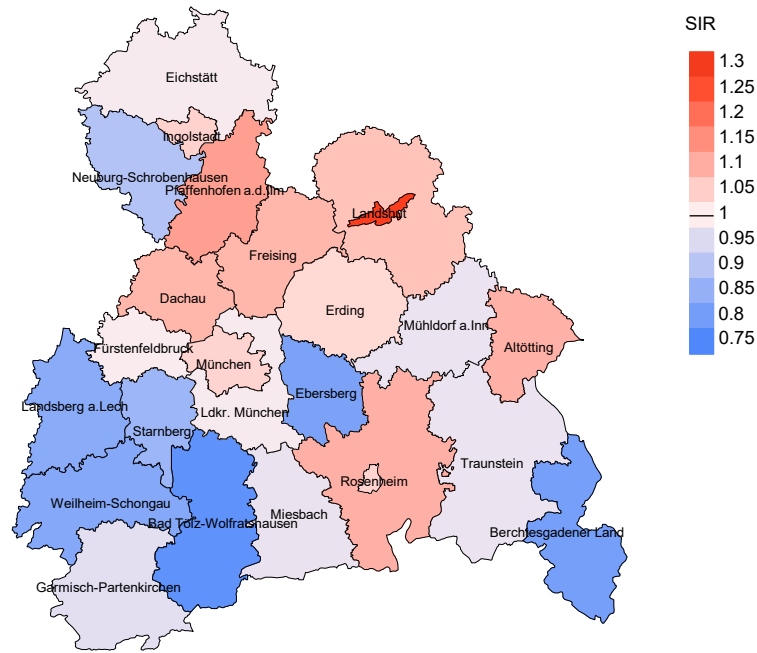 SIR
1.3
1.25
1.2
1.15
1.1
1.05
1
0.95
0.9
0.85
0.8
0.75
Eichstätt
Ingolstadt
Neuburg-Schrobenhausen
Pfaffenhofen a.d.Ilm
Landshut
Freising
Dachau
Erding
Mühldorf a.Inn
Altötting
Fürstenfeldbruck
München
Ebersberg
Landsberg a.Lech
Starnberg
Ldkr. München
Traunstein
Rosenheim
Weilheim-Schongau
Bad Tölz-Wolfratshausen
Miesbach
Berchtesgadener Land
Garmisch-Partenkirchen